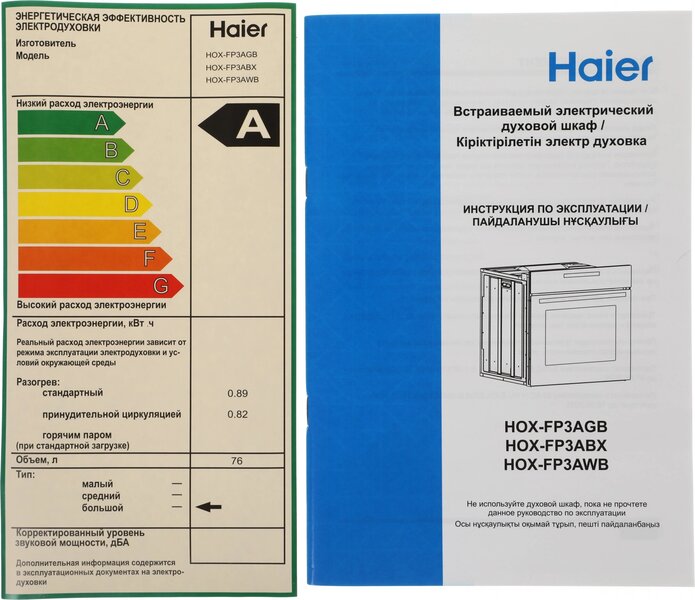 ЭНЕРГЕТИЧЕСКАЯ ЭФФЕКТИВНОСТЬ
ЭЛЕКТРОДУХОВКИ
Изготовитель
Модель
Haier
HOX-FP3AGB
HOX-FP3ABX
HOX-FP3AWB
Низкий расход электроэнергии
A
B
C
D
E
F
G
A
Высокий расход электроэнергии
Расход электроэнергии, кВт .ч
Реальный расход электроэнергии зависит от
режима эксплуатации электродуховки и ус-
ловий окружающей среды
Разогрев:
стандартный 0.89
принудительной циркуляцией 0.82
горячим паром
(при стандартной загрузке)
Объем, л 76
Тип:
малый —
средний —
большой —
Корректированный уровень
звуковой мощности, дБА
Дополнительная информация содержится
в эксплуатационных документах на электро-
духовки
Haier
Встраиваемый электрический
духовой шкаф /
Кіріктірілетін электр духовка
ИНСТРУКЦИЯ ПО ЭКСПЛУАТАЦИИ /
ПАЙДАЛАНУШЫ НҰСҚАУЛЫҒЫ
HOX-FP3AGB
HOX-FP3ABX
HOX-FP3AWB
Не используйте духовой шкаф, пока не прочтете
данное руководство по эксплуатации
Осы нұсқаулықты оқымай тұрып, пешті пайдаланбаңыз